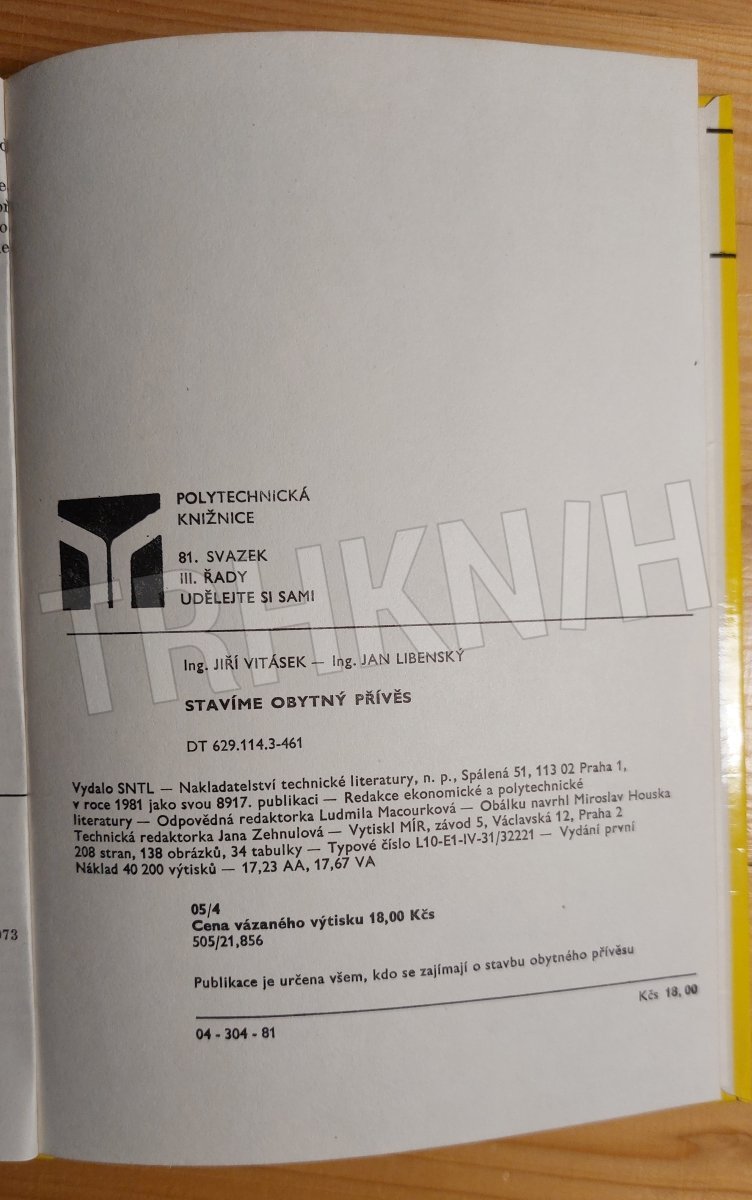 POLYTECHNICKÁ
KNIŽNICE
81. SVAZEK
III. ŘADY
UDĚLEJTE SI SAMI
TRHKNIH
Ing. JIŘÍ VITÁSEK — Ing. JAN LIBENSKÝ
STAVÍME OBYTNÝ PŘÍVĚS
DT 629.114.3-461
Vydalo SNTL — Nakladatelství technické literatury, n. p., Spálená 51, 113 02 Praha 1,
v roce 1981 jako svou 8917. publikaci — Redakce ekonomické a polytechnické
literatury — Odpovědná redaktorka Ludmila Macourková — Obálku navrhl Miroslav Houska
Technická redaktorka Jana Zehnulová — Vytiskl MÍR, závod 5, Václavská 12, Praha 2
208 stran, 138 obrázků, 34 tabulky — Typové číslo L10-E1-IV-31/32221 — Vydání první
Náklad 40 200 výtisků — 17,23 AA, 17,67 VA
05/4
Cena vázaného výtisku 18,00 Kčs
505/21,856
Publikace je určena všem, kdo se zajímají o stavbu obytného přívěsu
Kčs 18,00
04 - 304 - 81